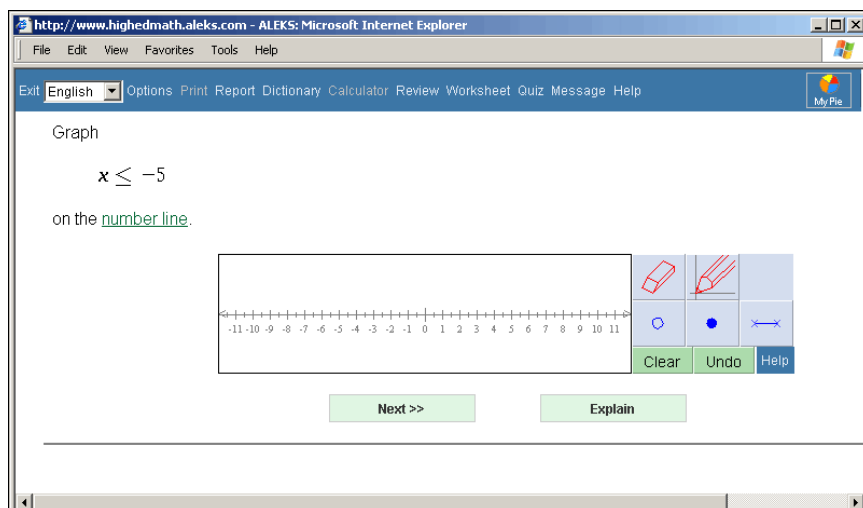 http://www.highedmath.aleks.com - ALEKS: Microsoft Internet Explorer
File Edit View Favorites Tools Help
Exit English Options Print Report Dictionary Calculator Review Worksheet Quiz Message Help
My Pie
Graph
x ≤ -5
on the number line.
-11 -10 -9 -8 -7 -6 -5 -4 -3 -2 -1 0 1 2 3 4 5 6 7 8 9 10 11
Clear Undo Help
Next >> Explain